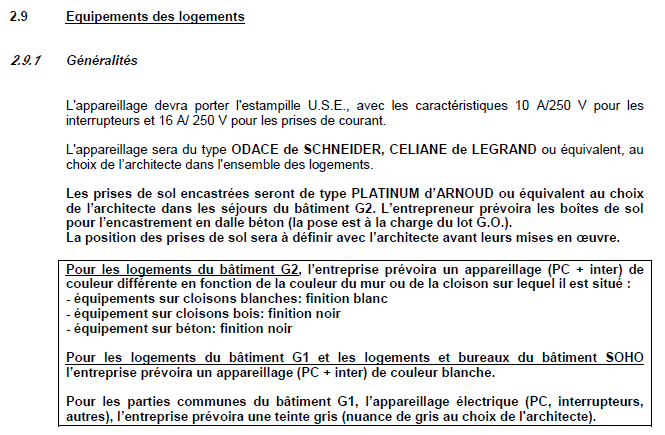 2.9 Equipements des logements
2.9.1 Généralités
L'appareillage devra porter l'estampille U.S.E., avec les caractéristiques 10 A/250 V pour les
interrupteurs et 16 A/ 250 V pour les prises de courant.
L'appareillage sera du type ODACE de SCHNEIDER, CELIANE de LEGRAND ou équivalent, au
choix de l'architecte dans l'ensemble des logements.
Les prises de sol encastrées seront de type PLATINUM d'ARNOUD ou équivalent au choix
de l'architecte dans les séjours du bâtiment G2. L'entrepreneur prévoira les boîtes de sol
pour l'encastrement en dalle béton (la pose est à la charge du lot G.O.).
La position des prises de sol sera à définir avec l'architecte avant leurs mises en œuvre.
Pour les logements du bâtiment G2, l'entreprise prévoira un appareillage (PC + inter) de
couleur différente en fonction de la couleur du mur ou de la cloison sur lequel il est situé :
- équipements sur cloisons blanches: finition blanc
- équipement sur cloisons bois: finition noir
- équipement sur béton: finition noir
Pour les logements du bâtiment G1 et les logements et bureaux du bâtiment SOHO
l'entreprise prévoira un appareillage (PC + inter) de couleur blanche.
Pour les parties communes du bâtiment G1, l'appareillage électrique (PC, interrupteurs,
autres), l'entreprise prévoira une teinte gris (nuance de gris au choix de l'architecte).